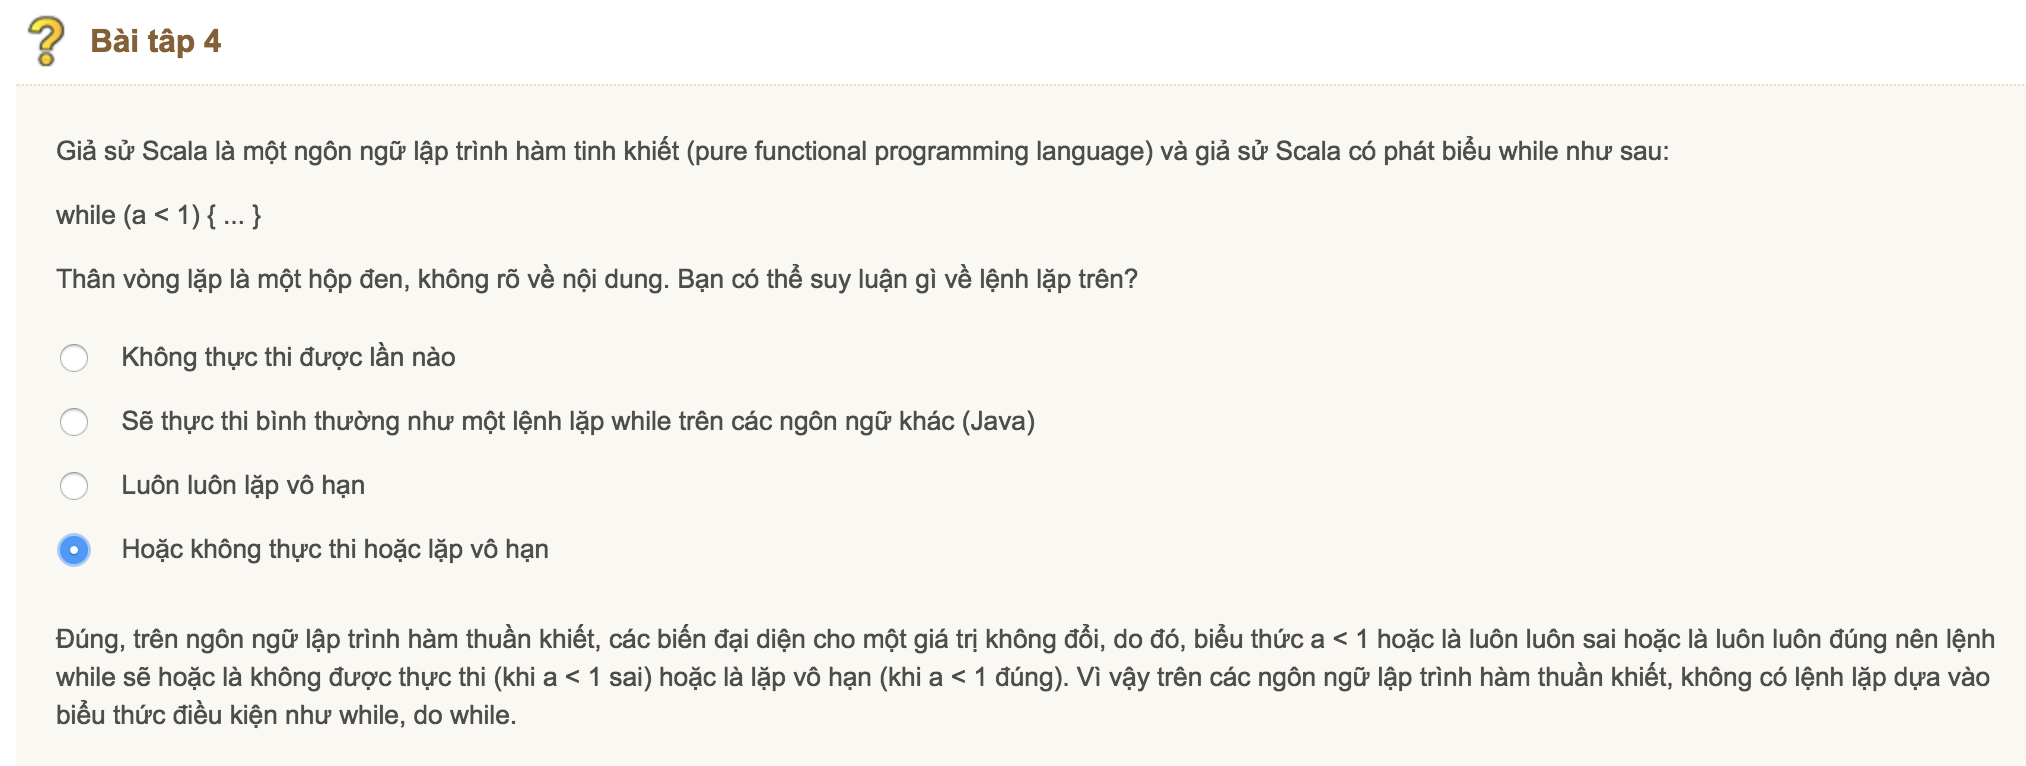 Bài tâp 4
Giả sử Scala là một ngôn ngữ lập trình hàm tinh khiết (pure functional programming language) và giả sử Scala có phát biểu while như sau:
while (a < 1) { ... }
Thân vòng lặp là một hộp đen, không rõ về nội dung. Bạn có thể suy luận gì về lệnh lặp trên?
Không thực thi được lần nào
Sẽ thực thi bình thường như một lệnh lặp while trên các ngôn ngữ khác (Java)
Luôn luôn lặp vô hạn
Hoặc không thực thi hoặc lặp vô hạn
Đúng, trên ngôn ngữ lập trình hàm thuần khiết, các biến đại diện cho một giá trị không đổi, do đó, biểu thức a < 1 hoặc là luôn luôn sai hoặc là luôn luôn đúng nên lệnh
while sẽ hoặc là không được thực thi (khi a < 1 sai) hoặc là lặp vô hạn (khi a < 1 đúng). Vì vậy trên các ngôn ngữ lập trình hàm thuần khiết, không có lệnh lặp dựa vào
biểu thức điều kiện như while, do while.